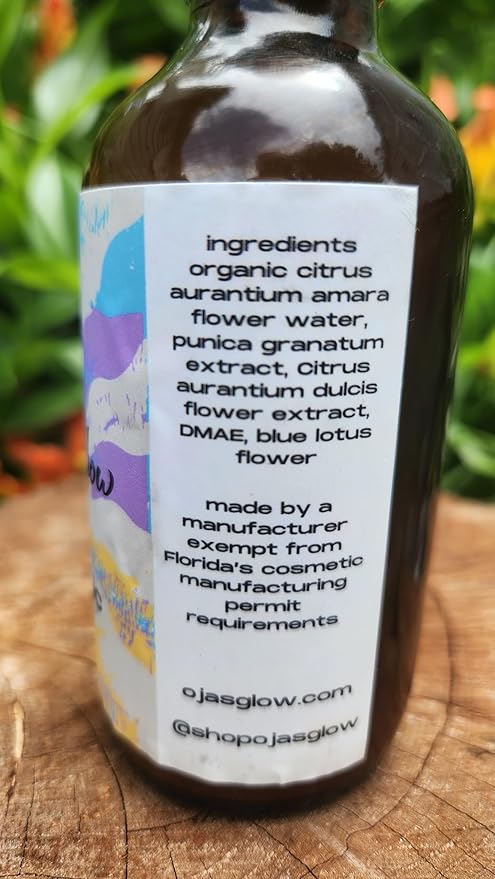 ingredients
organic citrus
aurantium amara
flower water,
punica granatum
extract, Citrus
aurantium dulcis
flower extract,
DMAE, blue lotus
flower
made by a
manufacturer
exempt from
Florida's cosmetic
manufacturing
permit
requirements
ojasglow.com
@shopojasglow